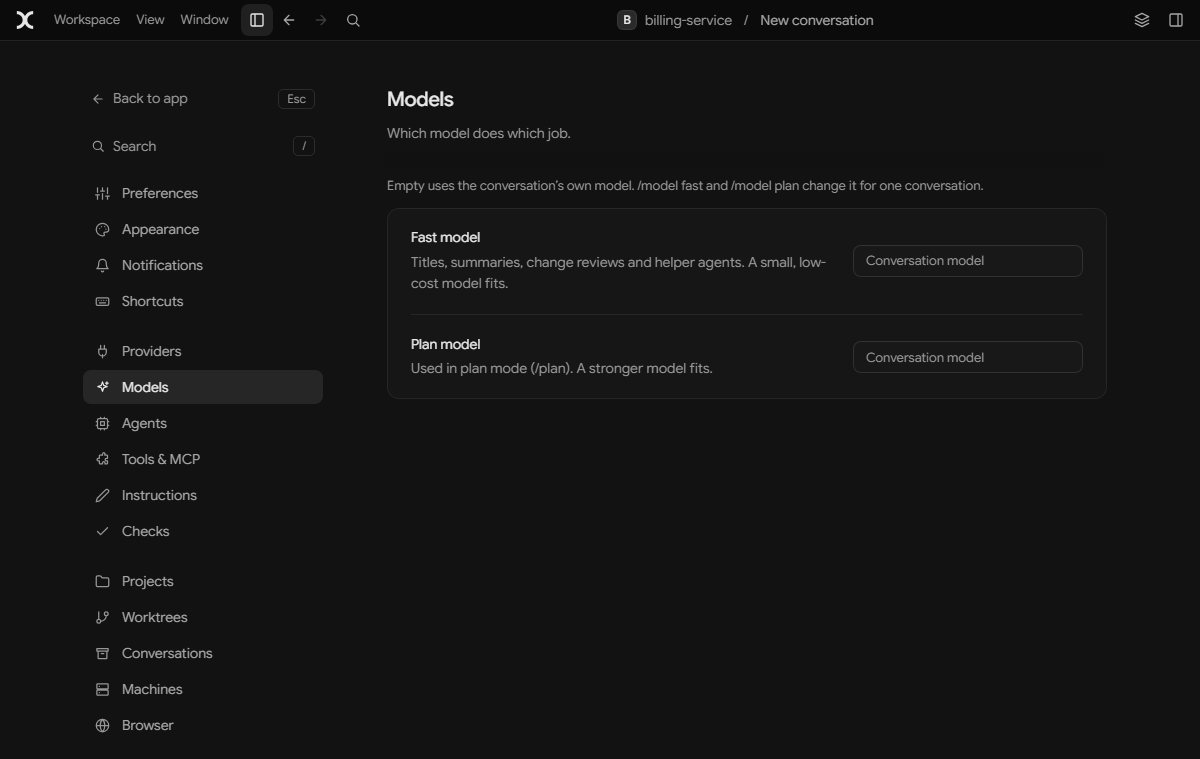 Workspace View Window
B billing-service / New conversation
Back to app Esc
Search /
Preferences
Appearance
Notifications
Shortcuts
Providers
Models
Agents
Tools & MCP
Instructions
Checks
Projects
Worktrees
Conversations
Machines
Browser
Models
Which model does which job.
Empty uses the conversation's own model. /model fast and /model plan change it for one conversation.
Fast model
Titles, summaries, change reviews and helper agents. A small, low-
cost model fits.
Conversation model
Plan model
Used in plan mode (/plan). A stronger model fits.
Conversation model